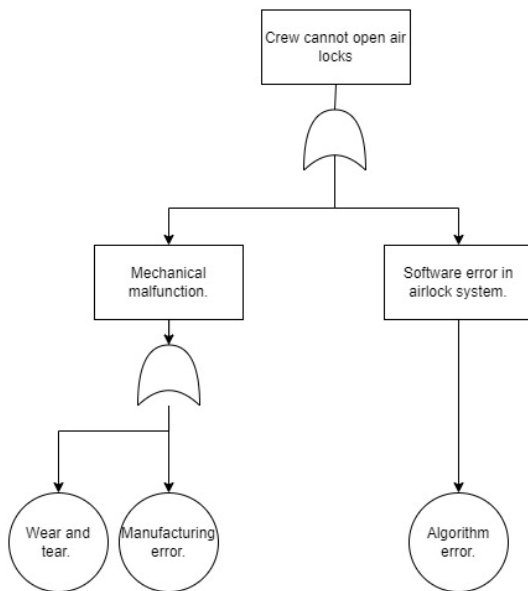 Crew cannot open air
locks
Mechanical
malfunction.
Software error in
airlock system.
Wear and
tear.
Manufacturing
error.
Algorithm
error.